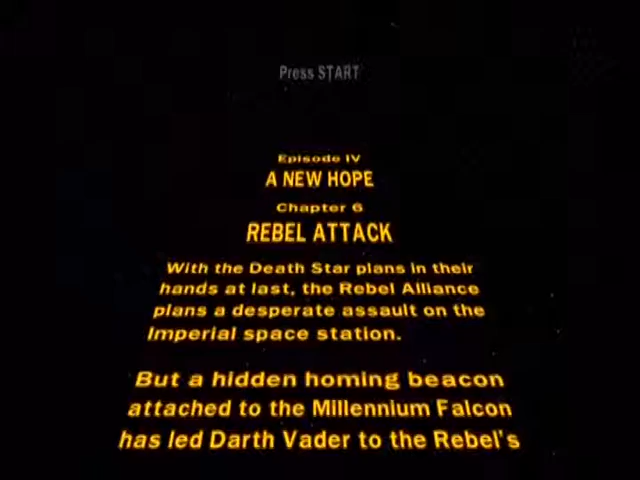 Press START
Episode IV
A NEW HOPE
Chapter 6
REBEL ATTACK
With the Death Star plans in their
hands at last, the Rebel Alliance
plans a desperate assault on the
Imperial space station.
But a hidden homing beacon
attached to the Millennium Falcon
has led Darth Vader to the Rebel's